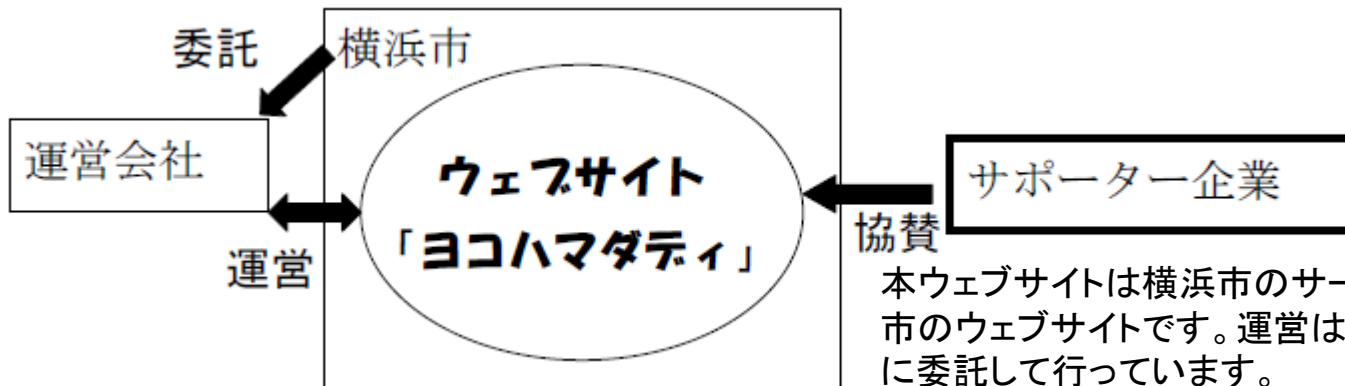 委託
横浜市
運営会社
ウェブサイト
「ヨコハマダディ」
サポーター企業
協賛
運営
本ウェブサイトは横浜市のサー
市のウェブサイトです。運営は
に委託して行っています。